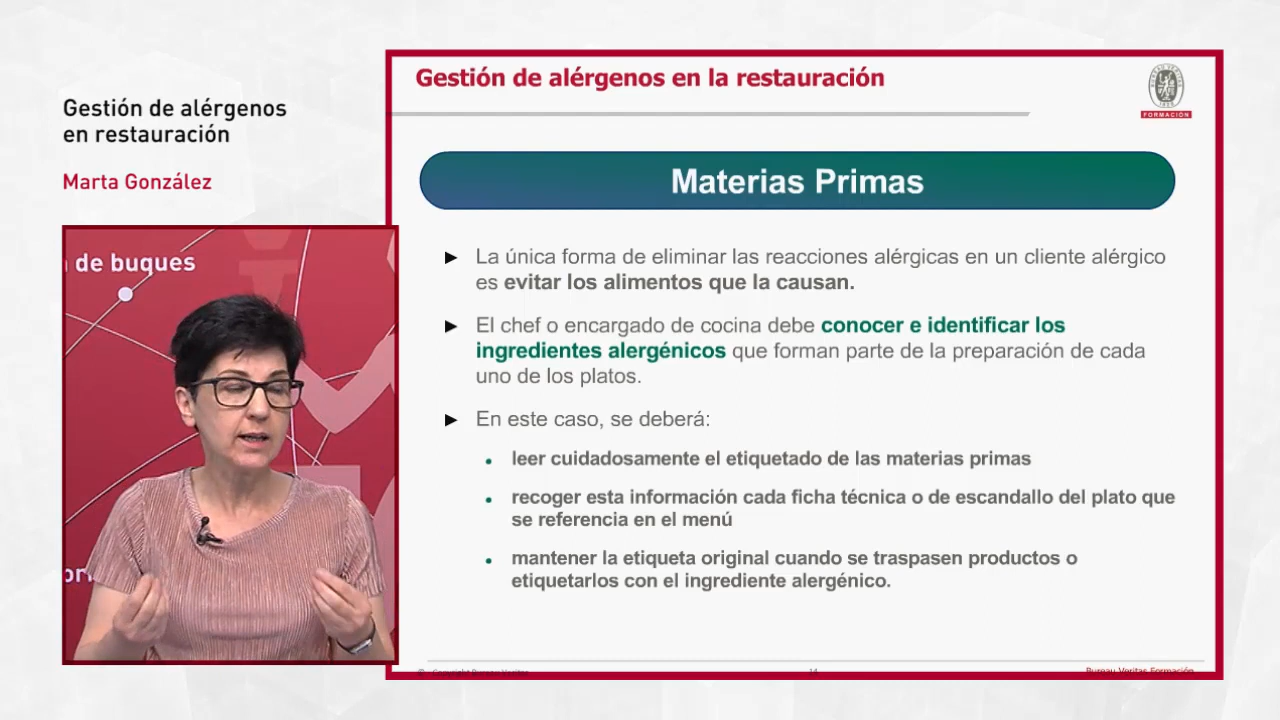 Gestión de alérgenos
en restauración
Marta González
de buques
Gestión de alérgenos en la restauración
FORMACIÓN
Materias Primas
► La única forma de eliminar las reacciones alérgicas en un cliente alérgico
es evitar los alimentos que la causan.
► El chef o encargado de cocina debe conocer e identificar los
ingredientes alergénicos que forman parte de la preparación de cada
uno de los platos.
► En este caso, se deberá:
• leer cuidadosamente el etiquetado de las materias primas
• recoger esta información cada ficha técnica o de escandallo del plato que
se referencia en el menú
• mantener la etiqueta original cuando se traspasen productos o
etiquetarlos con el ingrediente alergénico.
© Copyright Bureau Veritas
14
Bureau Veritas Formación